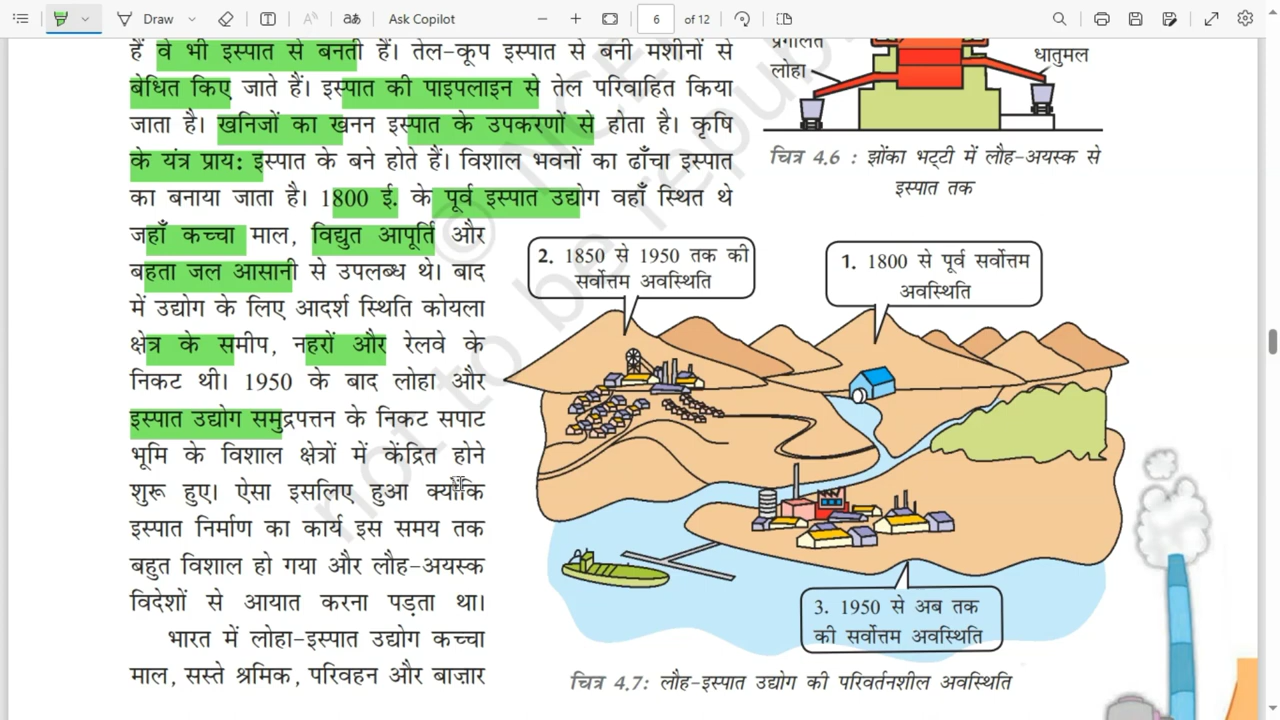 Draw
Ask Copilot
6 of 12
हैं वे भी इस्पात से बनती हैं। तेल-कूप इस्पात से बनी मशीनों से
बेधित किए जाते हैं। इस्पात की पाइपलाइन से तेल परिवाहित किया
जाता है। खनिजों का खनन इस्पात के उपकरणों से होता है। कृषि
के यंत्र प्राय: इस्पात के बने होते हैं। विशाल भवनों का ढाँचा इस्पात
का बनाया जाता है। 1800 ई. के पूर्व इस्पात उद्योग वहाँ स्थित थे
जहाँ कच्चा माल, विद्युत आपूर्ति और
बहता जल आसानी से उपलब्ध थे। बाद
में उद्योग के लिए आदर्श स्थिति कोयला
क्षेत्र के समीप, नहरों और रेलवे के
निकट थी। 1950 के बाद लोहा और
इस्पात उद्योग समुद्रपत्तन के निकट सपाट
भूमि के विशाल क्षेत्रों में केंद्रित होने
शुरू हुए। ऐसा इसलिए हुआ क्योंकि
इस्पात निर्माण का कार्य इस समय तक
बहुत विशाल हो गया और लौह-अयस्क
विदेशों से आयात करना पड़ता था।
भारत में लोहा-इस्पात उद्योग कच्चा
माल, सस्ते श्रमिक, परिवहन और बाज़ार
प्रगलित
लोहा
धातुमल
चित्र 4.6 : झोंका भट्टी में लौह-अयस्क से
इस्पात तक
2. 1850 से 1950 तक की
सर्वोत्तम अवस्थिति
1. 1800 से पूर्व सर्वोत्तम
अवस्थिति
3. 1950 से अब तक
की सर्वोत्तम अवस्थिति
चित्र 4.7: लौह-इस्पात उद्योग की परिवर्तनशील अवस्थिति
not to be republ